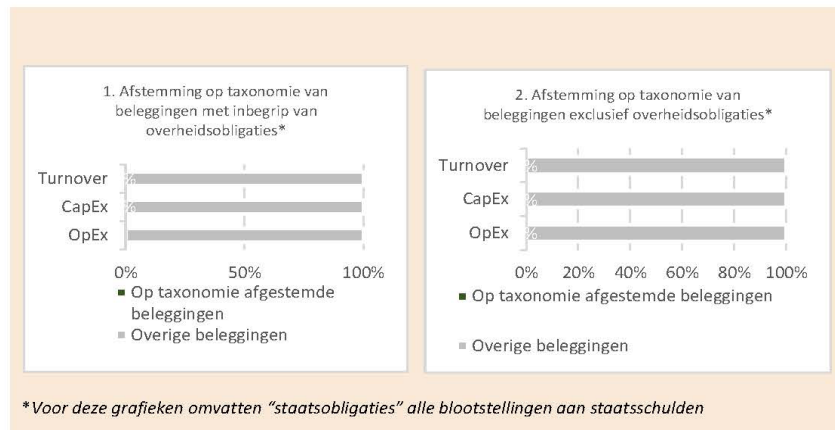 1. Afstemming op taxonomie van
beleggingen met inbegrip van
overheidsobligaties*
Turnover
%
CapEx
%
OpEx
0% 50% 100%
Op taxonomie afgestemde
beleggingen
Overige beleggingen
2. Afstemming op taxonomie van
beleggingen exclusief overheidsobligaties*
Turnover
%
CapEx
%
OpEx
%
0% 20% 40% 60% 80% 100%
Op taxonomie afgestemde beleggingen
Overige beleggingen
*Voor deze grafieken omvatten “staatsobligaties” alle blootstellingen aan staatsschulden